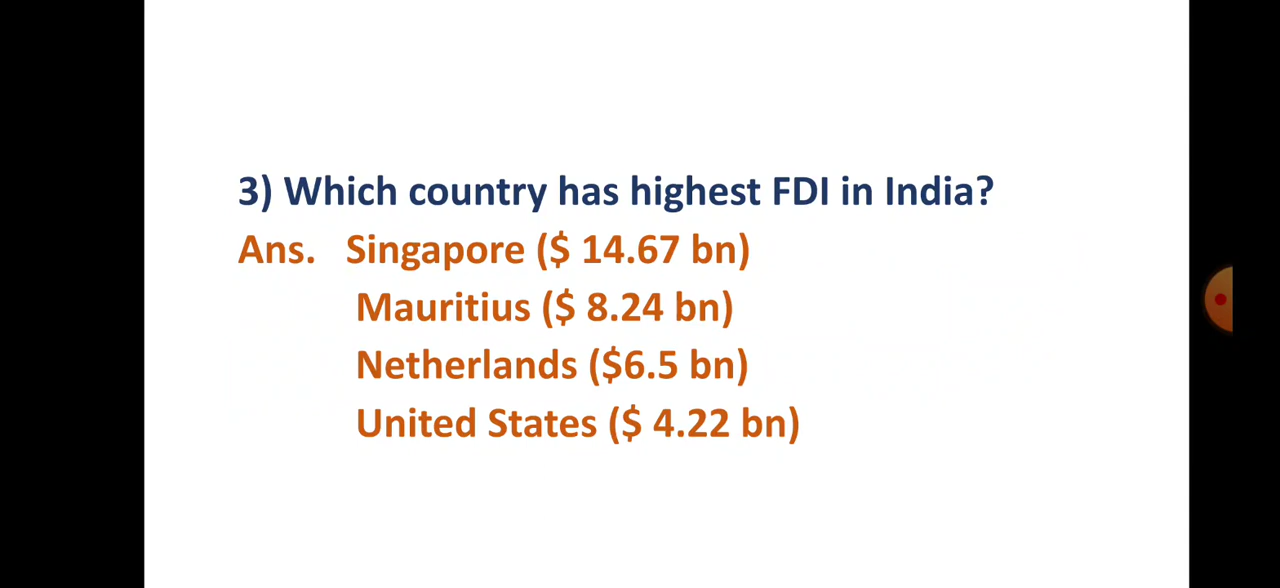 3) Which country has highest FDI in India?
Ans. Singapore ($ 14.67 bn)
Mauritius ($ 8.24 bn)
Netherlands ($6.5 bn)
United States ($ 4.22 bn)